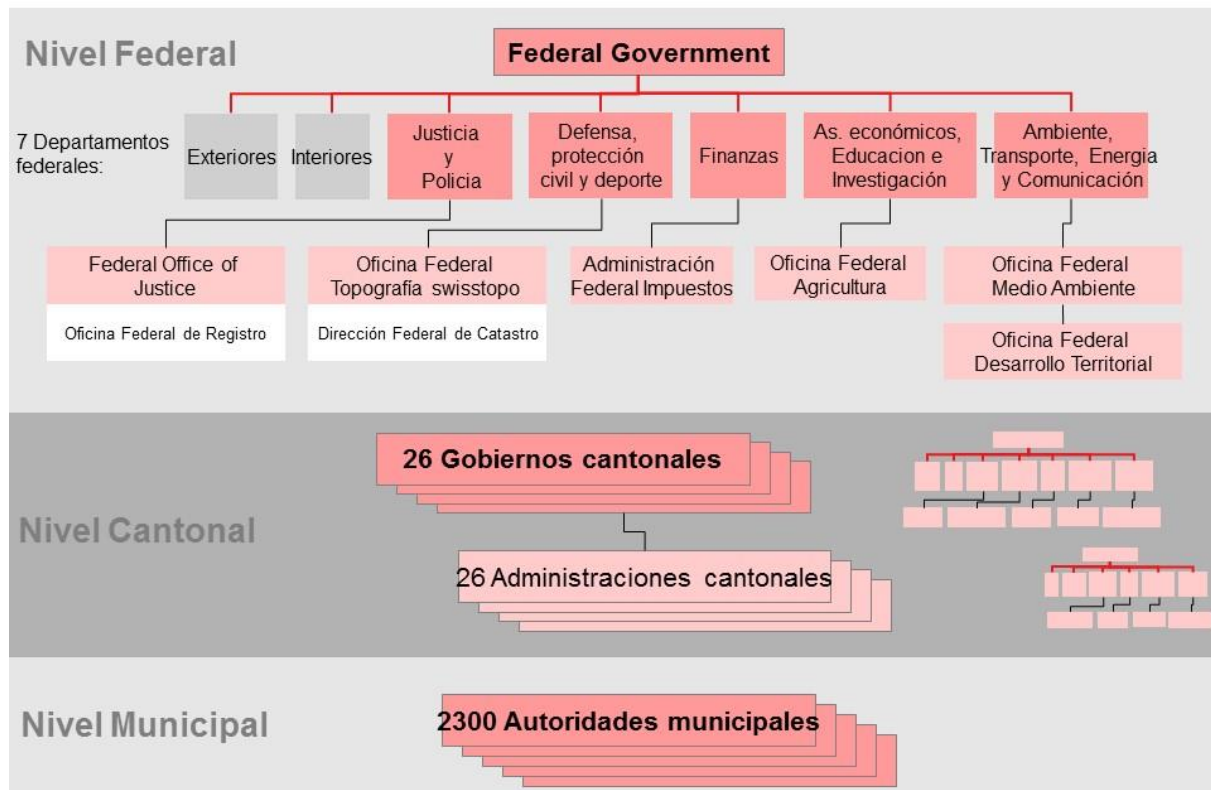 Nivel Federal
Federal Government
7 Departamentos
federales:
Exteriores
Interiores
Justicia
y
Policia
Defensa,
protección
civil y deporte
Finanzas
As. económicos,
Educacion e
Investigación
Ambiente,
Transporte, Energia
y Comunicación
Federal Office of
Justice
Oficina Federal de Registro
Oficina Federal
Topografía swisstopo
Dirección Federal de Catastro
Administración
Federal Impuestos
Oficina Federal
Agricultura
Oficina Federal
Medio Ambiente
Oficina Federal
Desarrollo Territorial
Nivel Cantonal
26 Gobiernos cantonales
26 Administraciones cantonales
Nivel Municipal
2300 Autoridades municipales